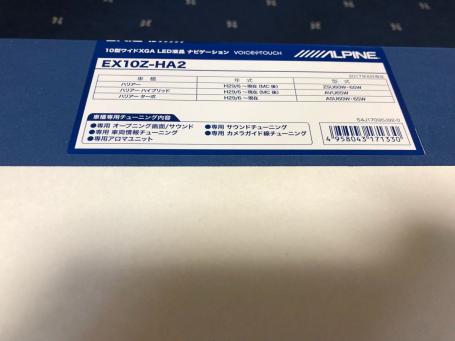 10型ワイドXGA LED液晶 ナビゲーション VOICE TOUCH ALPINE
EX10Z-HA2
車種 年式 型式
ハリアー H29/6～現在(MC後) ZSU60W・65W
ハリアー ハイブリッド H29/6～現在(MC後) AVU65W
ハリアー ターボ H29/6～現在 ASU60W・65W
車種専用チューニング内容
●専用 オープニング画面/サウンド ●専用 サウンドチューニング
●専用 車両情報チューニング ●専用 カメラガイド線チューニング
●専用アロマユニット
4 958043 171330